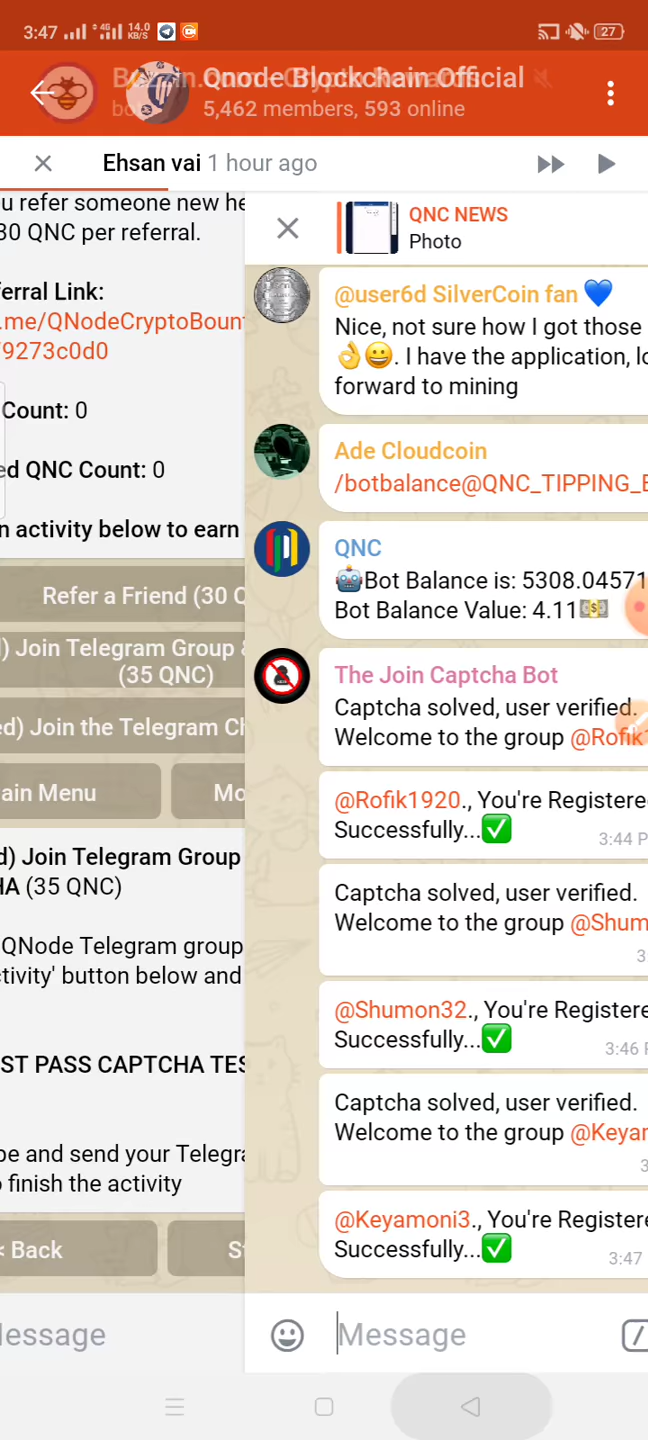 3:47
4G
14.0
KB/S
27
Qnode Blockchain Official
5,462 members, 593 online
Ehsan vai 1 hour ago
u refer someone new he
30 QNC per referral.
ferral Link:
.me/QNodeCryptoBoun
9273c0d0
Count: 0
ed QNC Count: 0
n activity below to earn
Refer a Friend (30 Q
) Join Telegram Group
(35 QNC)
ed) Join the Telegram Ch
ain Menu
Mo
d) Join Telegram Group
HA (35 QNC)
QNode Telegram group
ctivity' button below and
ST PASS CAPTCHA TES
pe and send your Telegra
o finish the activity
< Back
S
Message
QNC NEWS
Photo
@user6d SilverCoin fan 💙
Nice, not sure how I got those
👌😀. I have the application, lo
forward to mining
Ade Cloudcoin
/botbalance@QNC_TIPPING_B
QNC
🤖Bot Balance is: 5308.04571
Bot Balance Value: 4.11💵
The Join Captcha Bot
Captcha solved, user verified.
Welcome to the group @Rofik1
@Rofik1920., You're Registere
Successfully...✅
3:44 P
Captcha solved, user verified.
Welcome to the group @Shum
3:
@Shumon32., You're Registere
Successfully...✅
3:46 P
Captcha solved, user verified.
Welcome to the group @Keyar
3:
@Keyamoni3., You're Registere
Successfully...✅
3:47
Message